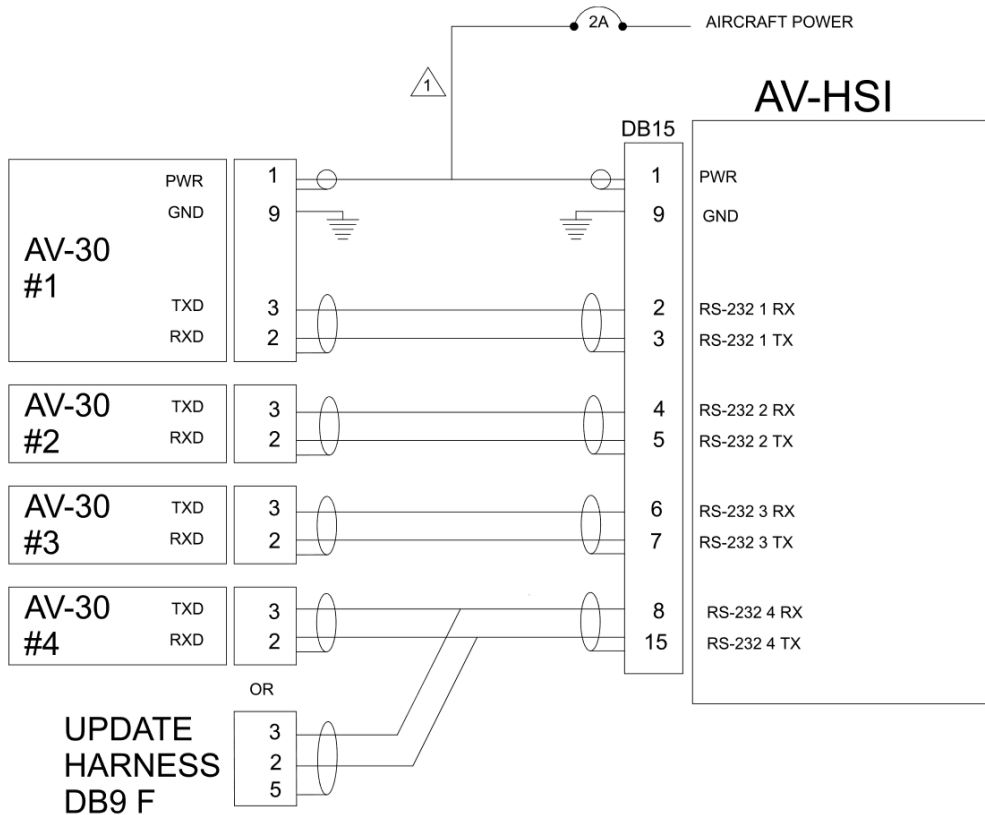 2A AIRCRAFT POWER
1
AV-HSI
DB15
PWR 1 1 PWR
GND 9 9 GND
AV-30
#1
TXD 3 2 RS-232 1 RX
RXD 2 3 RS-232 1 TX
AV-30
#2
TXD 3 4 RS-232 2 RX
RXD 2 5 RS-232 2 TX
AV-30
#3
TXD 3 6 RS-232 3 RX
RXD 2 7 RS-232 3 TX
AV-30
#4
TXD 3 8 RS-232 4 RX
RXD 2 15 RS-232 4 TX
OR
UPDATE
HARNESS
DB9 F
3
2
5